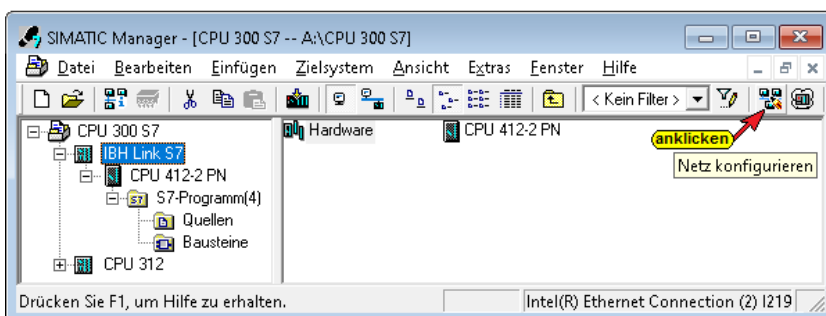 SIMATIC Manager - [CPU 300 S7 -- A:\CPU 300 S7]
Datei Bearbeiten Einfügen Zielsystem Ansicht Extras Fenster Hilfe
< Kein Filter >
CPU 300 S7
IBH Link S7
CPU 412-2 PN
S7-Programm(4)
Quellen
Bausteine
CPU 312
Hardware
CPU 412-2 PN
anklicken
Netz konfigurieren
Drücken Sie F1, um Hilfe zu erhalten.
Intel(R) Ethernet Connection (2) I219